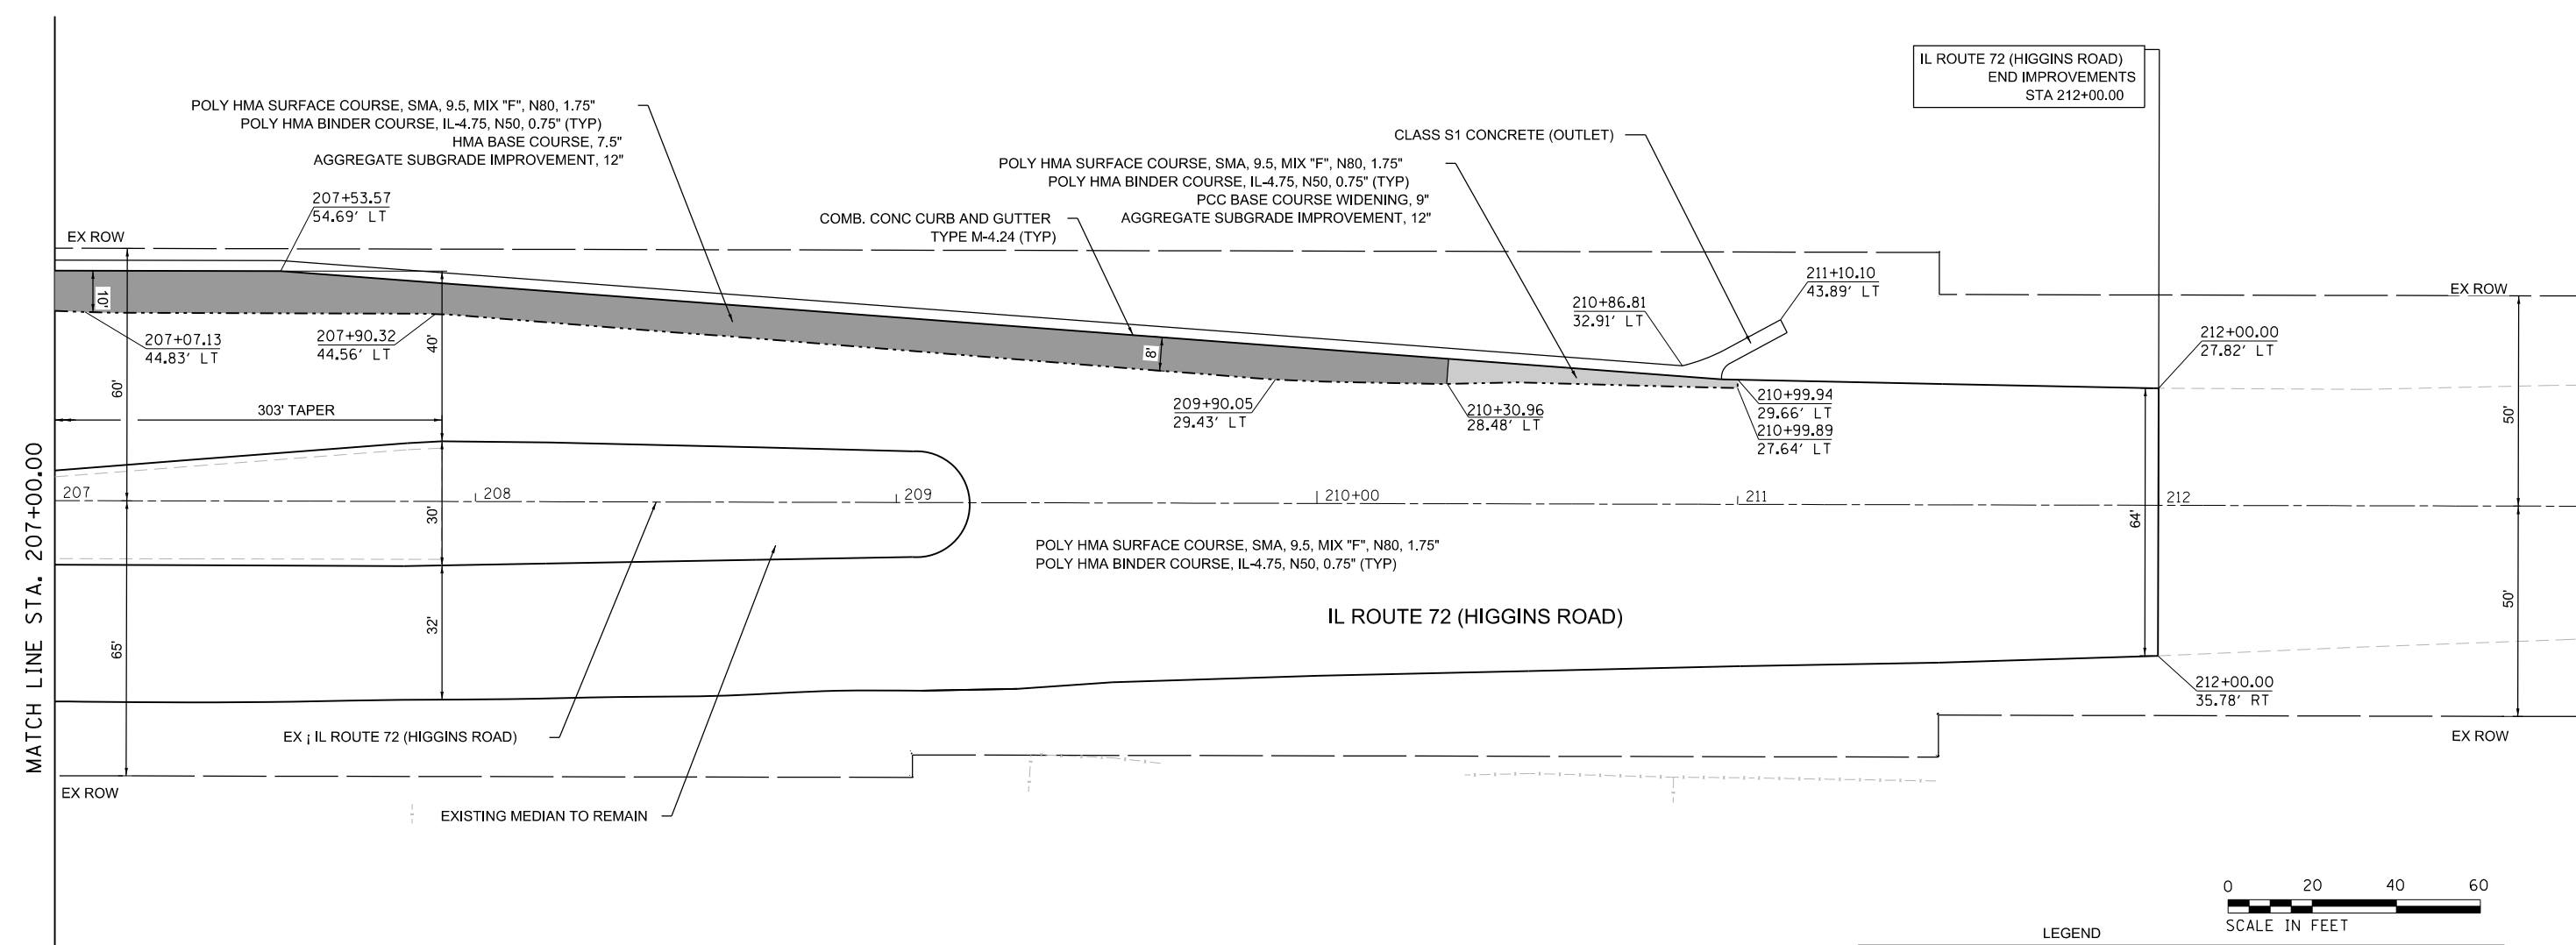 IL ROUTE 72 (HIGGINS ROAD)
END IMPROVEMENTS
STA 212+00.00
POLY HMA SURFACE COURSE, SMA, 9.5, MIX "F", N80, 1.75"
POLY HMA BINDER COURSE, IL-4.75, N50, 0.75" (TYP)
HMA BASE COURSE, 7.5"
AGGREGATE SUBGRADE IMPROVEMENT, 12"
CLASS S1 CONCRETE (OUTLET)
POLY HMA SURFACE COURSE, SMA, 9.5, MIX "F", N80, 1.75"
POLY HMA BINDER COURSE, IL-4.75, N50, 0.75" (TYP)
PCC BASE COURSE WIDENING, 9"
AGGREGATE SUBGRADE IMPROVEMENT, 12"
COMB. CONC CURB AND GUTTER
TYPE M-4.24 (TYP)
207+53.57
54.69' LT
EX ROW
211+10.10
43.89' LT
EX ROW
210+86.81
32.91' LT
10'
207+07.13
44.83' LT
207+90.32
44.56' LT
40'
8'
212+00.00
27.82' LT
60'
303' TAPER
209+90.05
29.43' LT
210+30.96
28.48' LT
210+99.94
29.66' LT
210+99.89
27.64' LT
50'
MATCH LINE STA. 207+00.00
207
208
209
210+00
211
212
30'
64'
POLY HMA SURFACE COURSE, SMA, 9.5, MIX "F", N80, 1.75"
POLY HMA BINDER COURSE, IL-4.75, N50, 0.75" (TYP)
IL ROUTE 72 (HIGGINS ROAD)
32'
65'
50'
212+00.00
35.78' RT
EX ¡ IL ROUTE 72 (HIGGINS ROAD)
EX ROW
EX ROW
EXISTING MEDIAN TO REMAIN
0 20 40 60
SCALE IN FEET
LEGEND